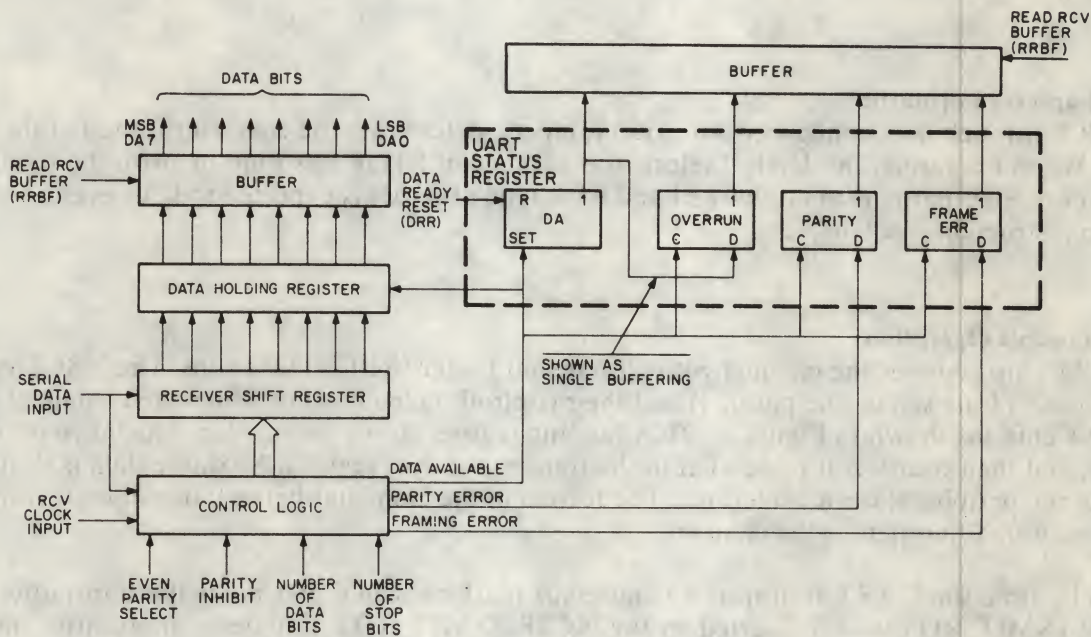 READ RCV
BUFFER
(RRBF)
BUFFER
DATA BITS
MSB
DA7
LSB
DA0
READ RCV
BUFFER
(RRBF)
BUFFER
DATA
READY
RESET
(DRR)
UART
STATUS
REGISTER
R 1
DA
SET
OVERRUN
C D
PARITY
C D
FRAME
ERR
C D
DATA HOLDING REGISTER
SHOWN AS
SINGLE BUFFERING
SERIAL
DATA
INPUT
RECEIVER SHIFT REGISTER
DATA AVAILABLE
PARITY ERROR
FRAMING ERROR
RCV
CLOCK
INPUT
CONTROL LOGIC
EVEN
PARITY
SELECT
PARITY
INHIBIT
NUMBER
OF
DATA
BITS
NUMBER
OF
STOP
BITS